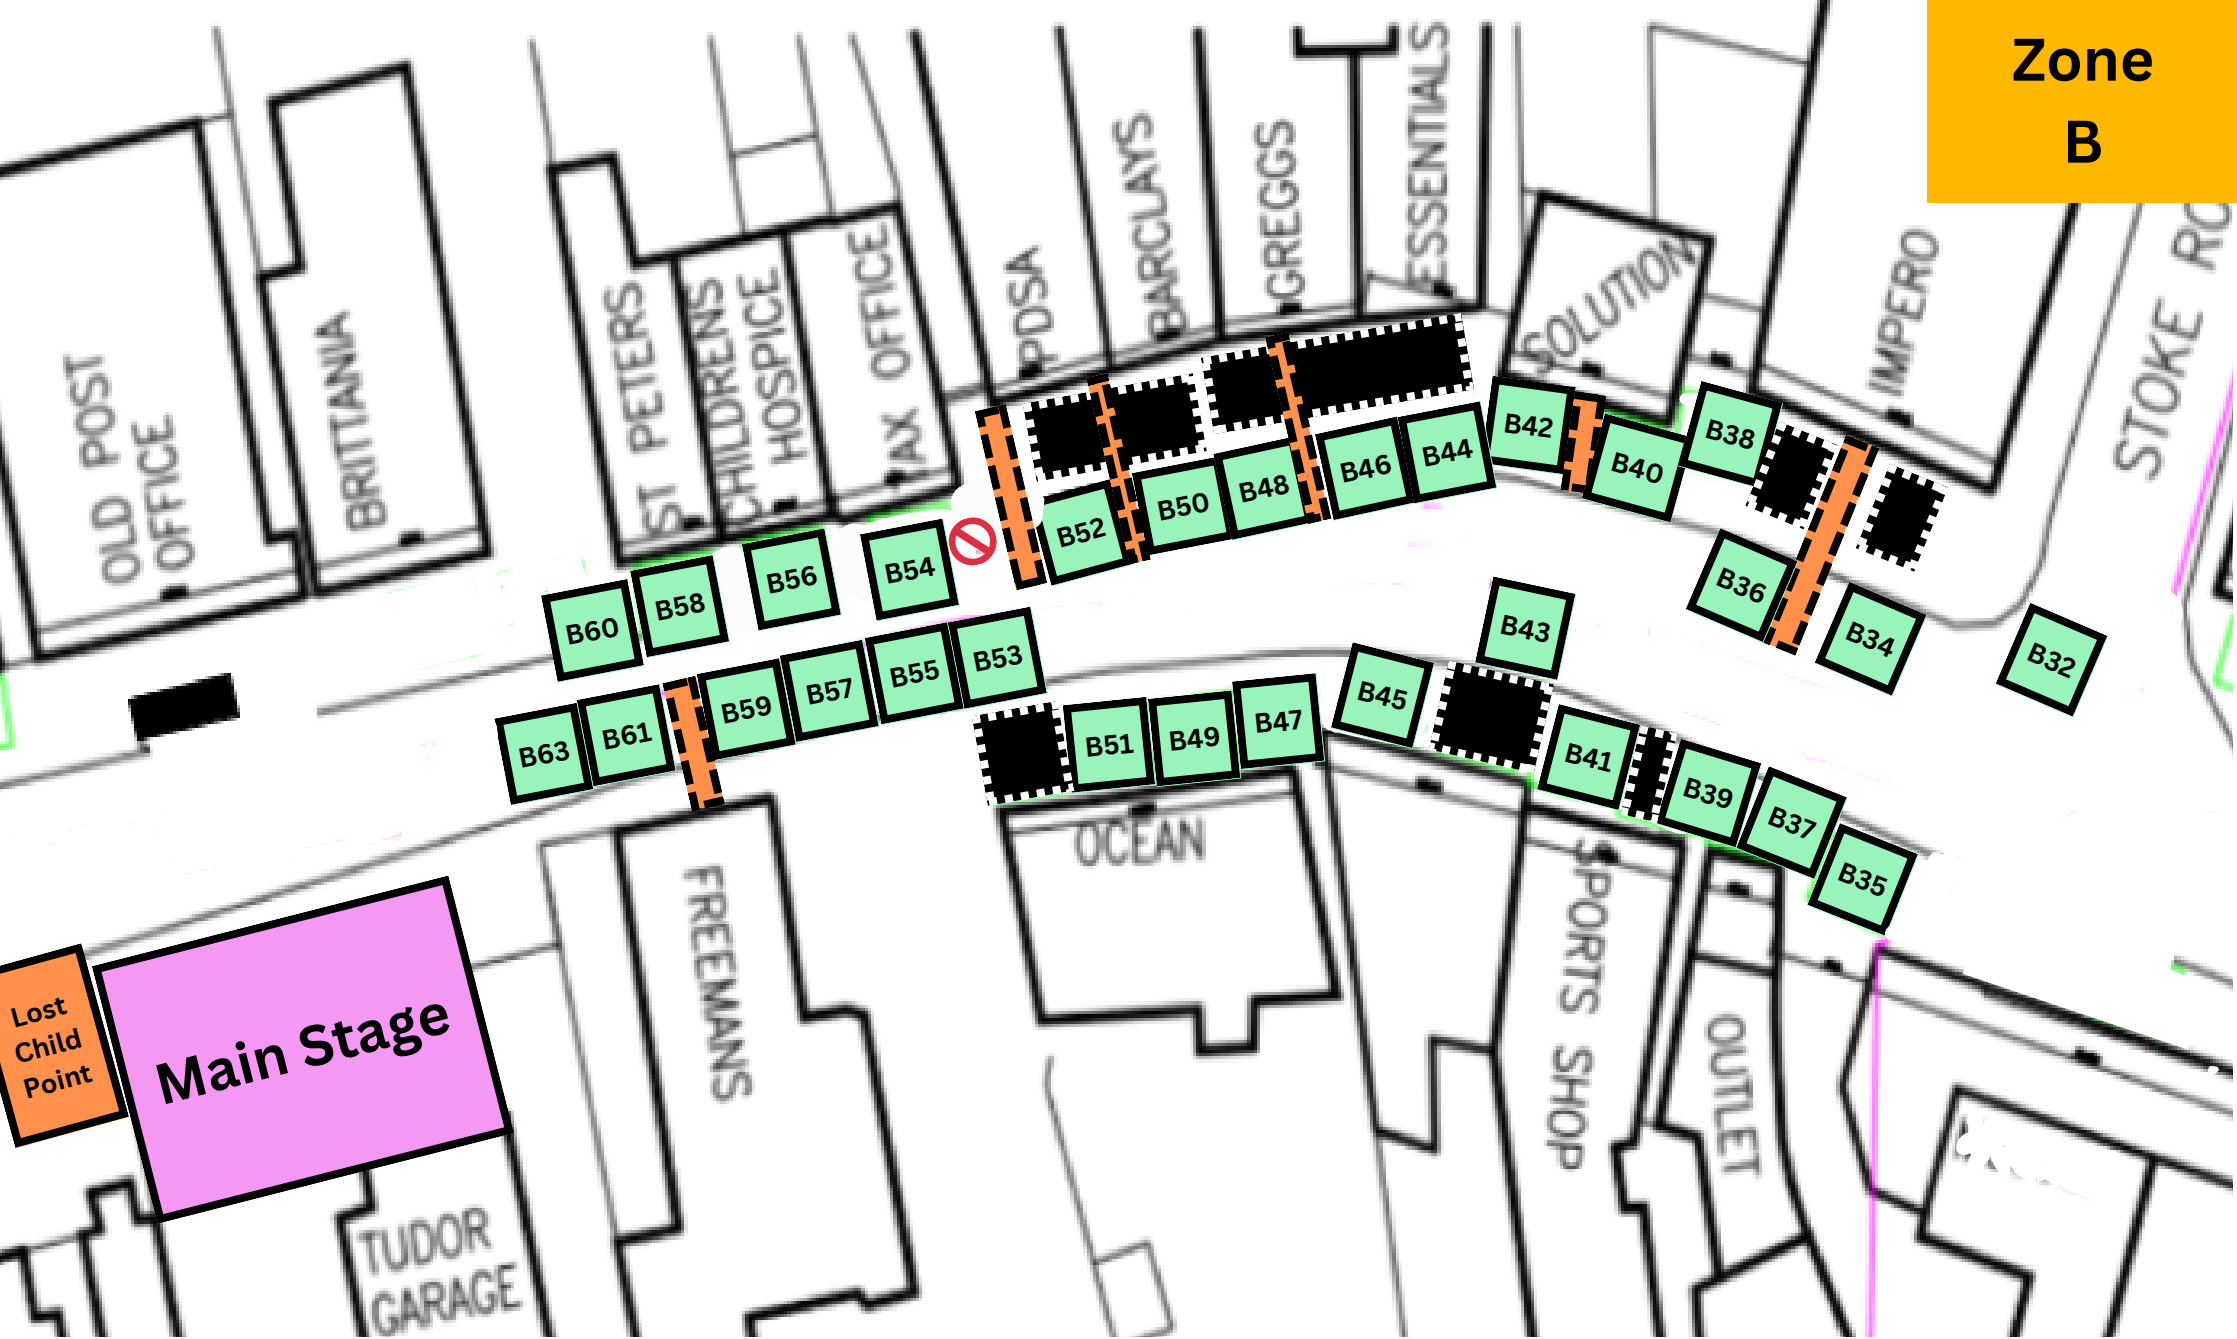 Zone
B
OLD POST
OFFICE
BRITTANIA
ST PETERS
CHILDRENS
HOSPICE
AX OFFICE
PDSA
BARCLAYS
GREGGS
ESSENTIALS
SOLUTION
IMPERO
STOKE RO
B60
B58
B56
B54
B52
B50
B48
B46
B44
B42
B40
B38
B36
B34
B32
B63
B61
B59
B57
B55
B53
B51
B49
B47
B45
B43
B41
B39
B37
B35
Lost
Child
Point
Main Stage
FREEMANS
OCEAN
SPORTS SHOP
OUTLET
TUDOR
GARAGE